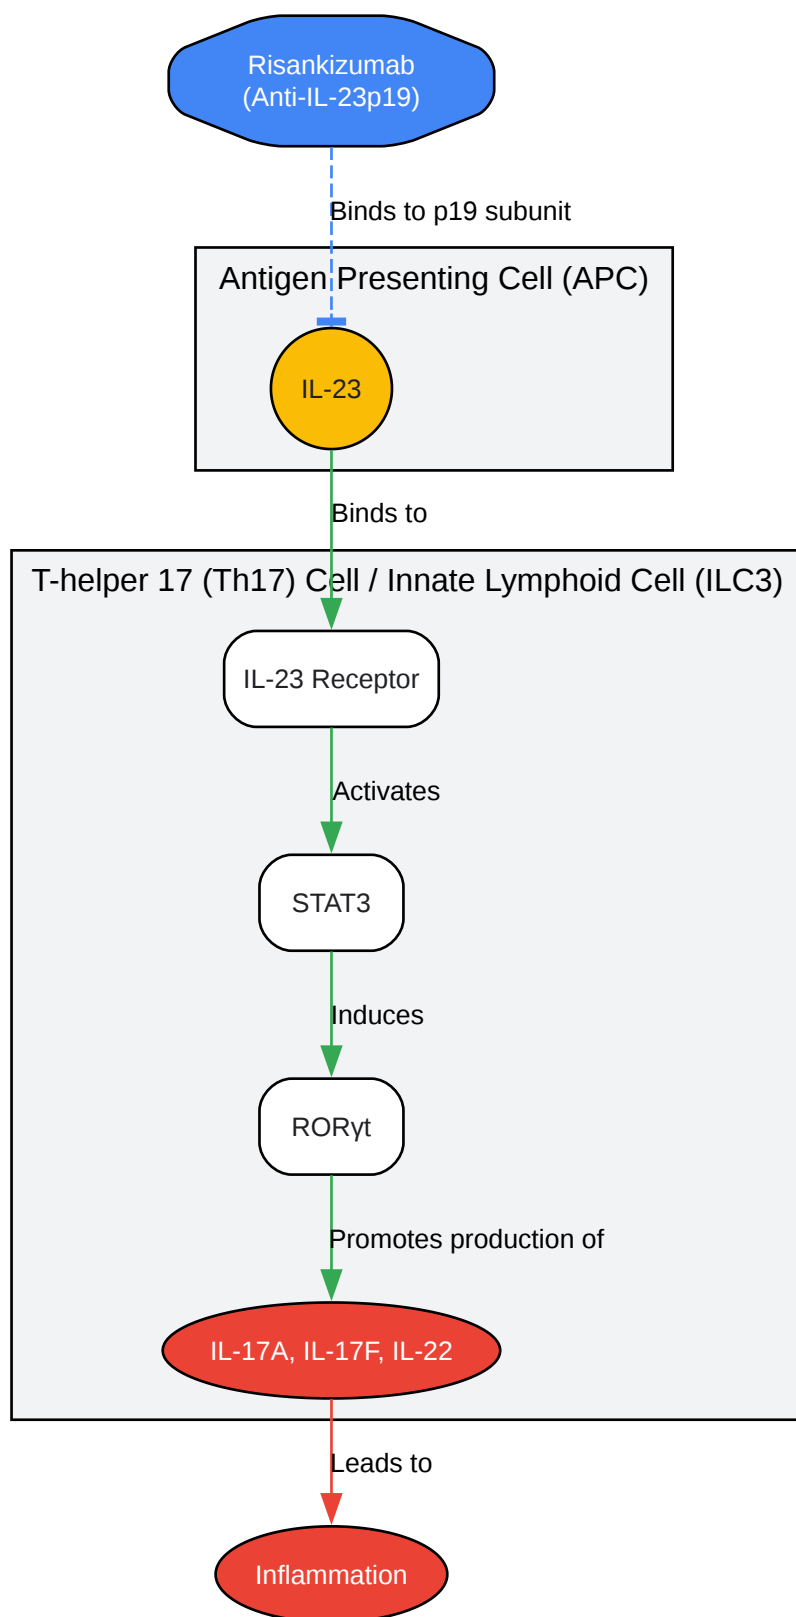 Risankizumab
(Anti-IL-23p19)
Binds to p19 subunit
Antigen Presenting Cell (APC)
IL-23
Binds to
T-helper 17 (Th17) Cell / Innate Lymphoid Cell (ILC3)
IL-23 Receptor
Activates
STAT3
Induces
RORγt
Promotes production of
IL-17A, IL-17F, IL-22
Leads to
Inflammation